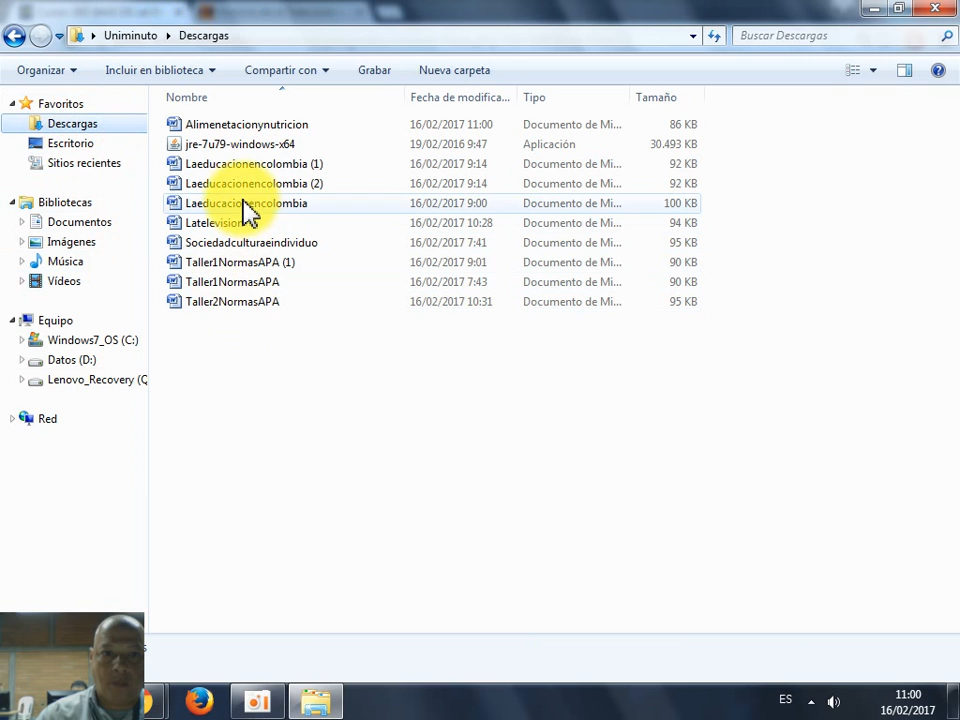 Uniminuto
Descargas
Buscar Descargas
Organizar
Incluir en biblioteca
Compartir con
Grabar
Nueva carpeta
Favoritos
Descargas
Escritorio
Sitios recientes
Bibliotecas
Documentos
Imágenes
Música
Vídeos
Equipo
Windows7_OS (C:)
Datos (D:)
Lenovo_Recovery (Q
Red
Nombre Fecha de modifica... Tipo Tamaño
Alimenetacionynutricion 16/02/2017 11:00 Documento de Mi... 86 KB
jre-7u79-windows-x64 19/02/2016 9:47 Aplicación 30.493 KB
Laeducacionencolombia (1) 16/02/2017 9:14 Documento de Mi... 92 KB
Laeducacionencolombia (2) 16/02/2017 9:14 Documento de Mi... 92 KB
Laeducacionencolombia 16/02/2017 9:00 Documento de Mi... 100 KB
16/02/2017 10:28 Documento de Mi... 94 KB
Sociedadculturaeindividuo 16/02/2017 7:41 Documento de Mi... 95 KB
Taller1NormasAPA (1) 16/02/2017 9:01 Documento de Mi... 90 KB
Taller1NormasAPA 16/02/2017 7:43 Documento de Mi... 90 KB
Taller2NormasAPA 16/02/2017 10:31 Documento de Mi... 95 KB
ES
11:00
16/02/2017